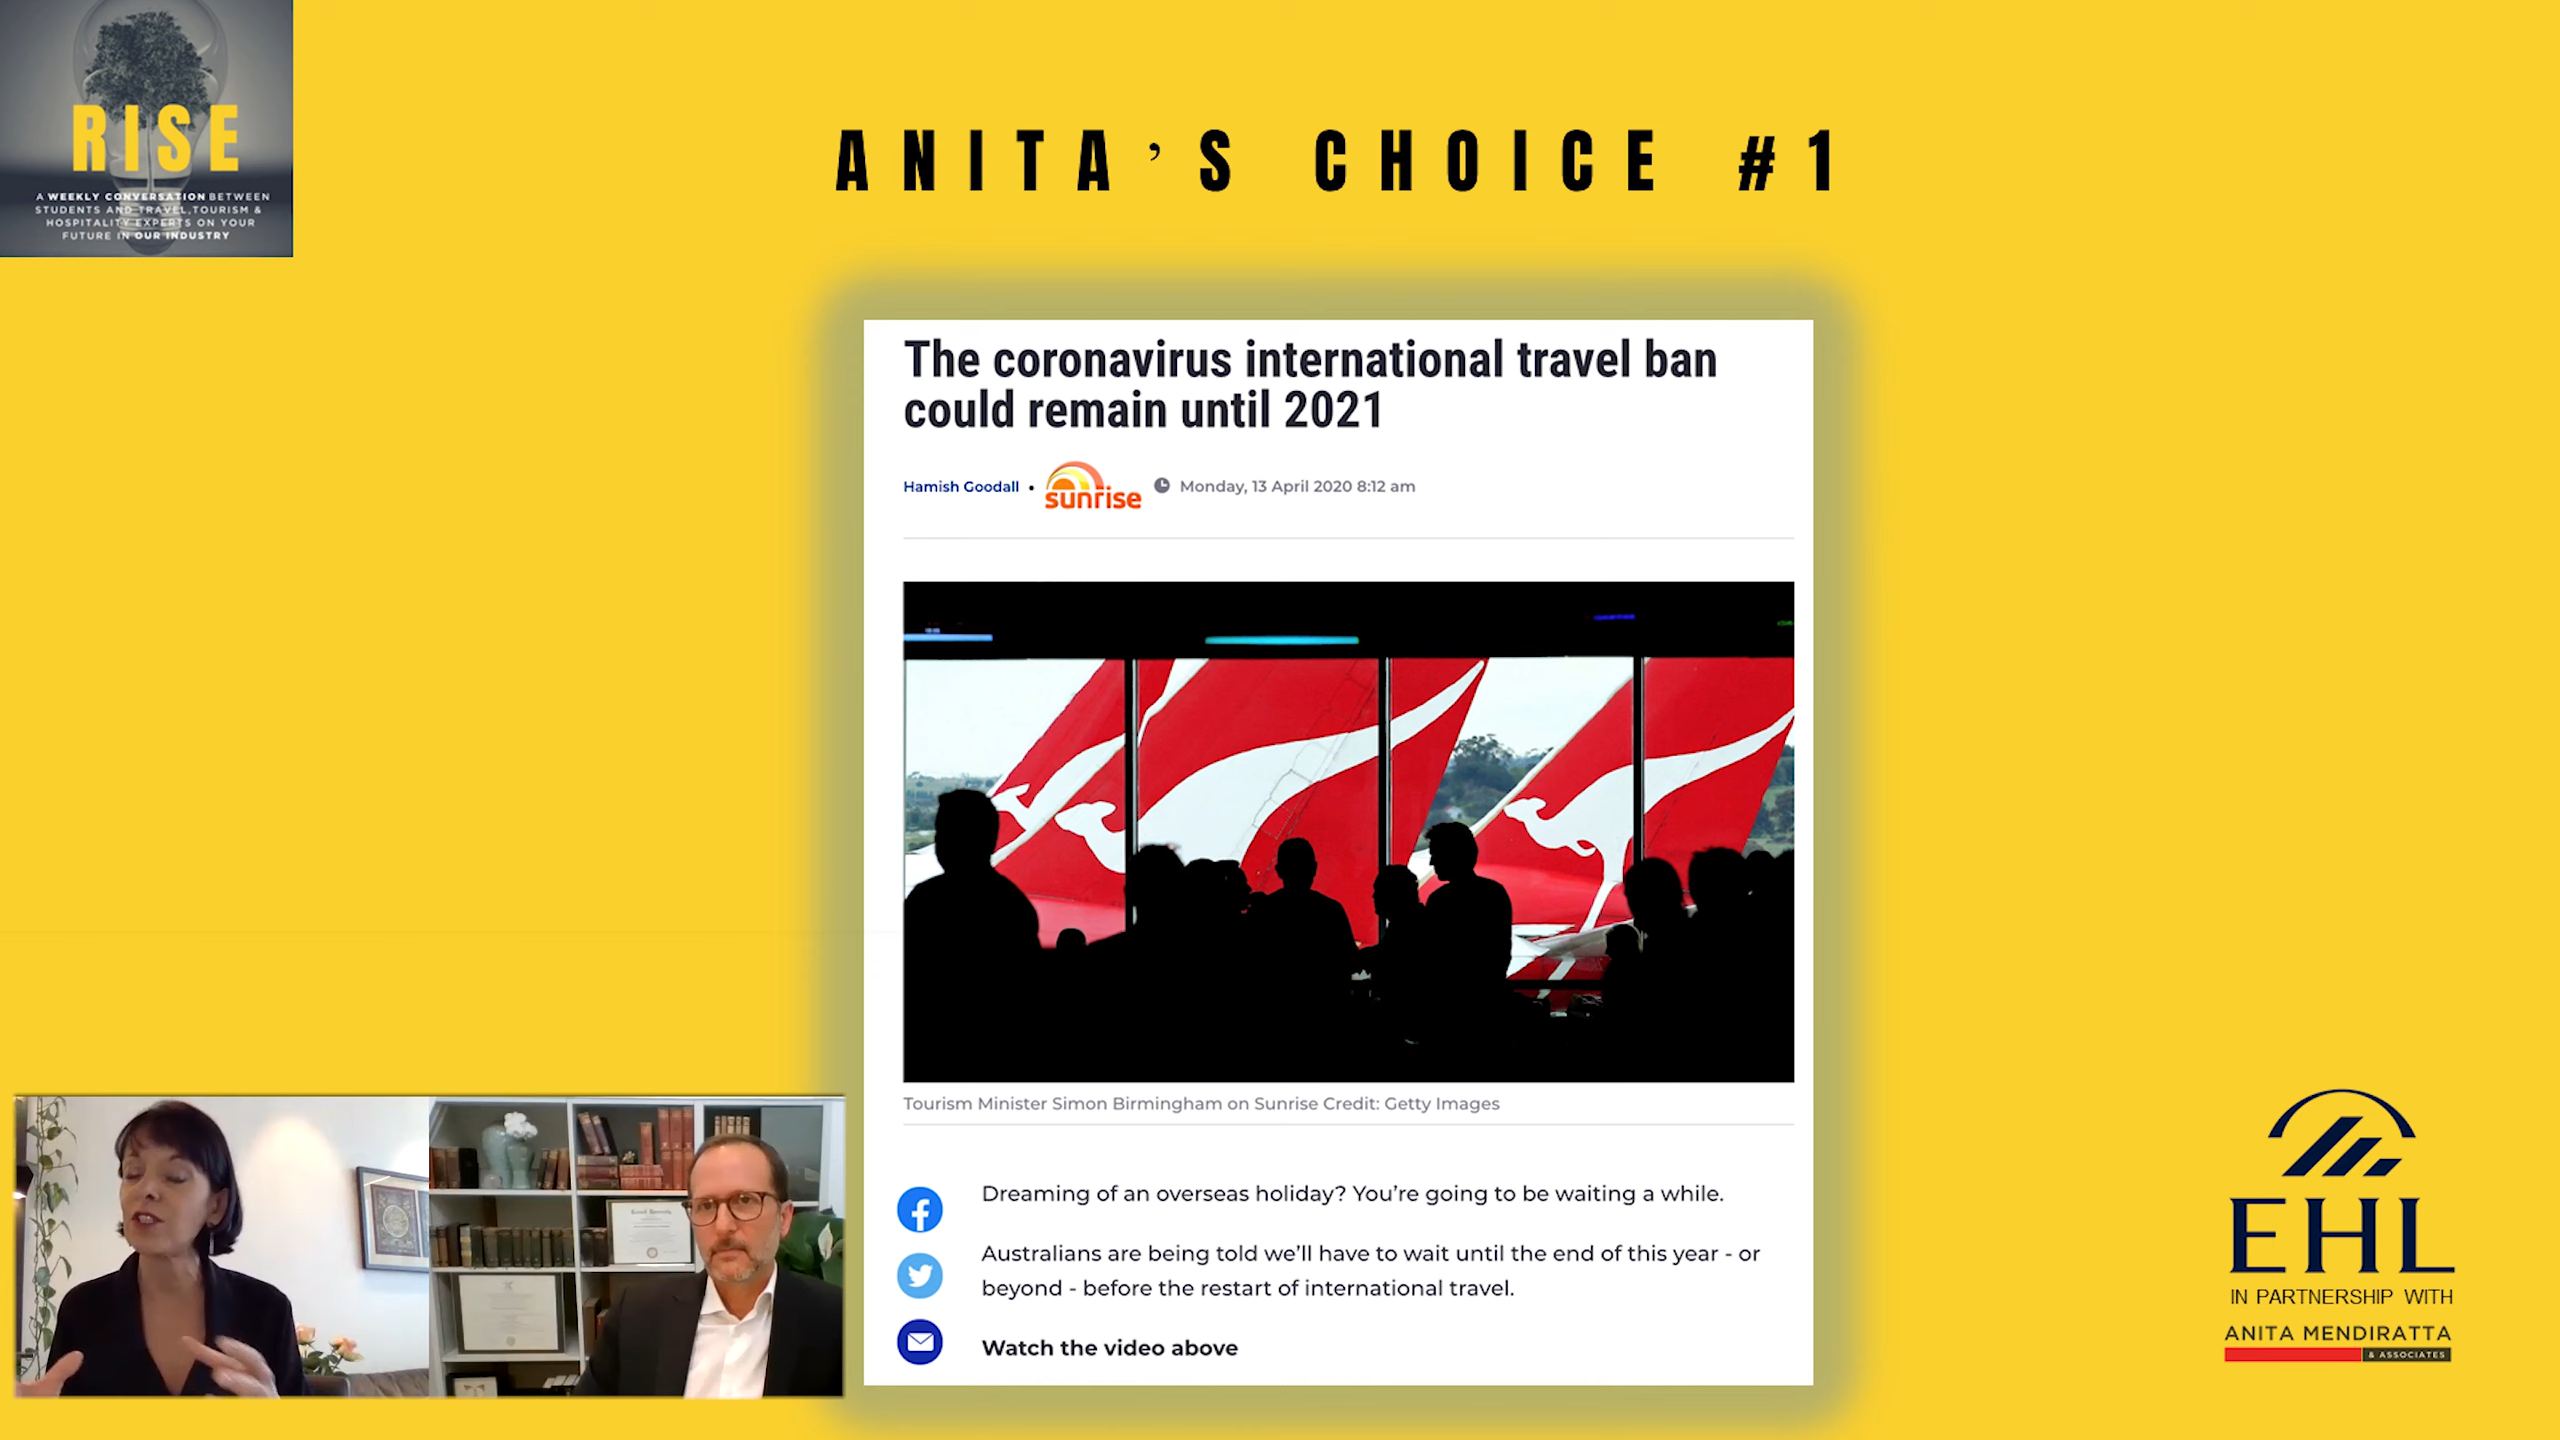 RISE
A WEEKLY CONVERSATION BETWEEN
STUDENTS AND TRAVEL, TOURISM &
HOSPITALITY EXPERTS ON YOUR
FUTURE IN OUR INDUSTRY
ANITA’S CHOICE #1
The coronavirus international travel ban
could remain until 2021
Hamish Goodall • sunrise Monday, 13 April 2020 8:12 am
Tourism Minister Simon Birmingham on Sunrise Credit: Getty Images
Dreaming of an overseas holiday? You’re going to be waiting a while.
Australians are being told we’ll have to wait until the end of this year - or
beyond - before the restart of international travel.
Watch the video above
EHL
IN PARTNERSHIP WITH
ANITA MENDIRATTA
& ASSOCIATES